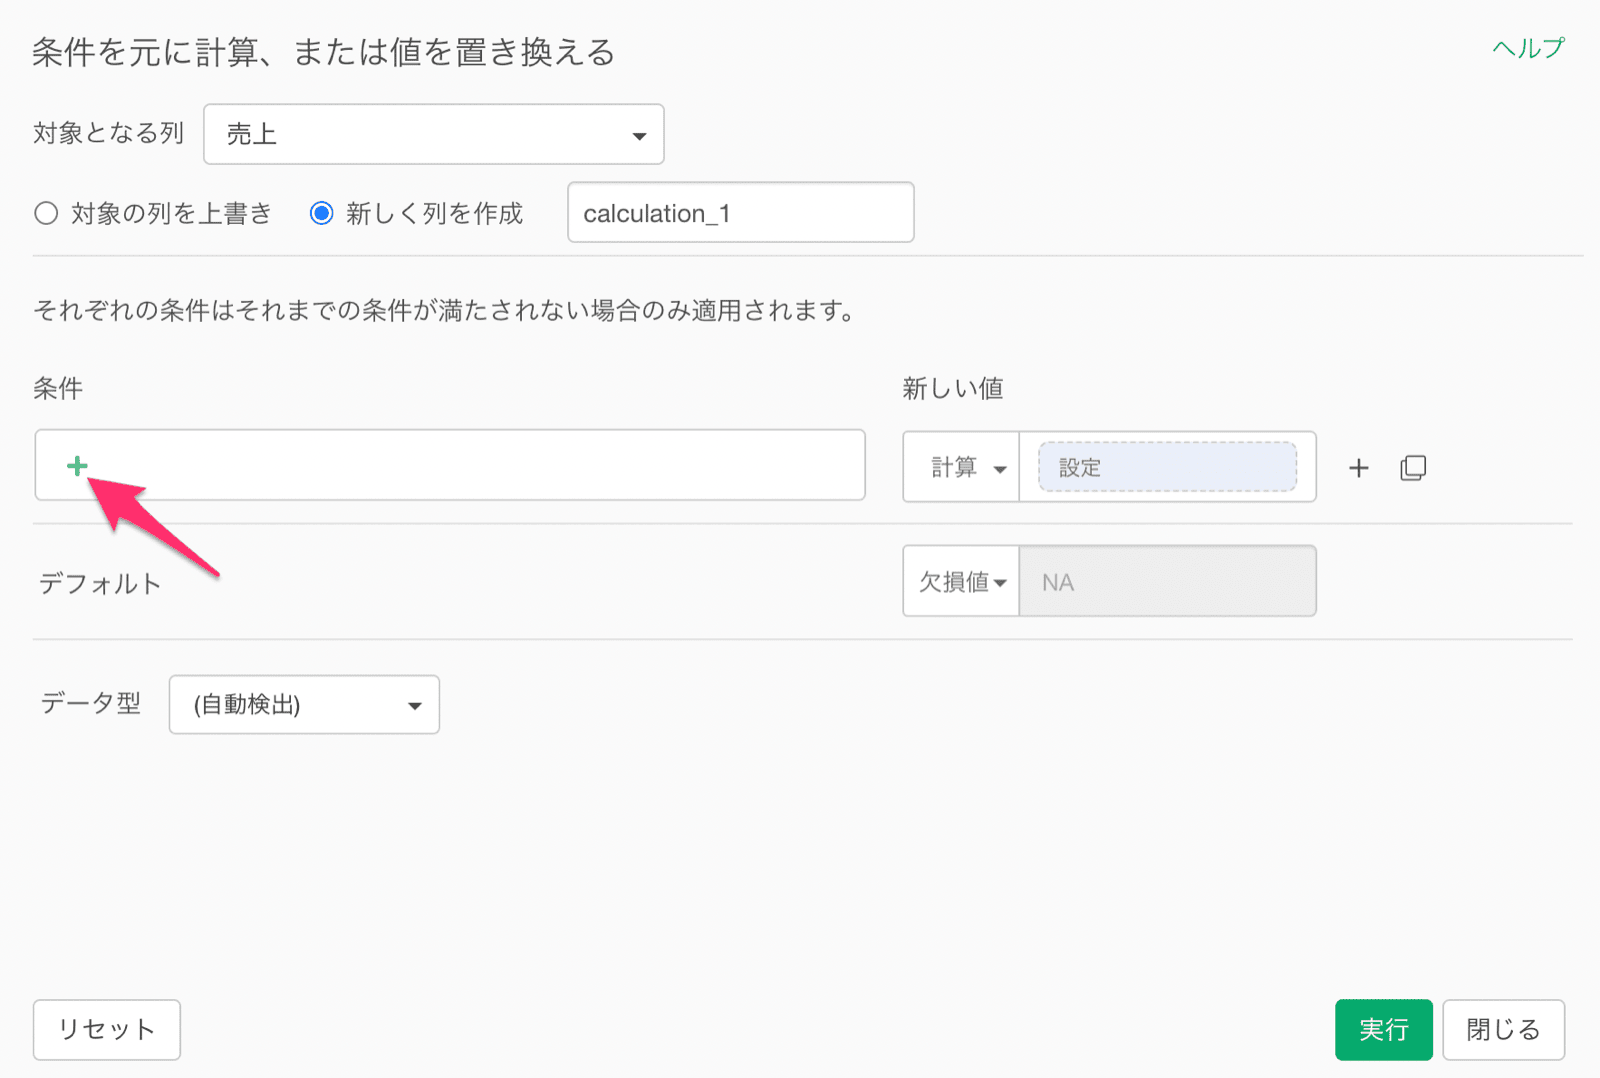 条件を元に計算、または値を置き換える
ヘルプ
対象となる列 売上
対象の列を上書き 新しく列を作成 calculation_1
それぞれの条件はそれまでの条件が満たされない場合のみ適用されます。
条件 新しい値
計算 設定
デフォルト 欠損値 NA
データ型 (自動検出)
リセット 実行 閉じる